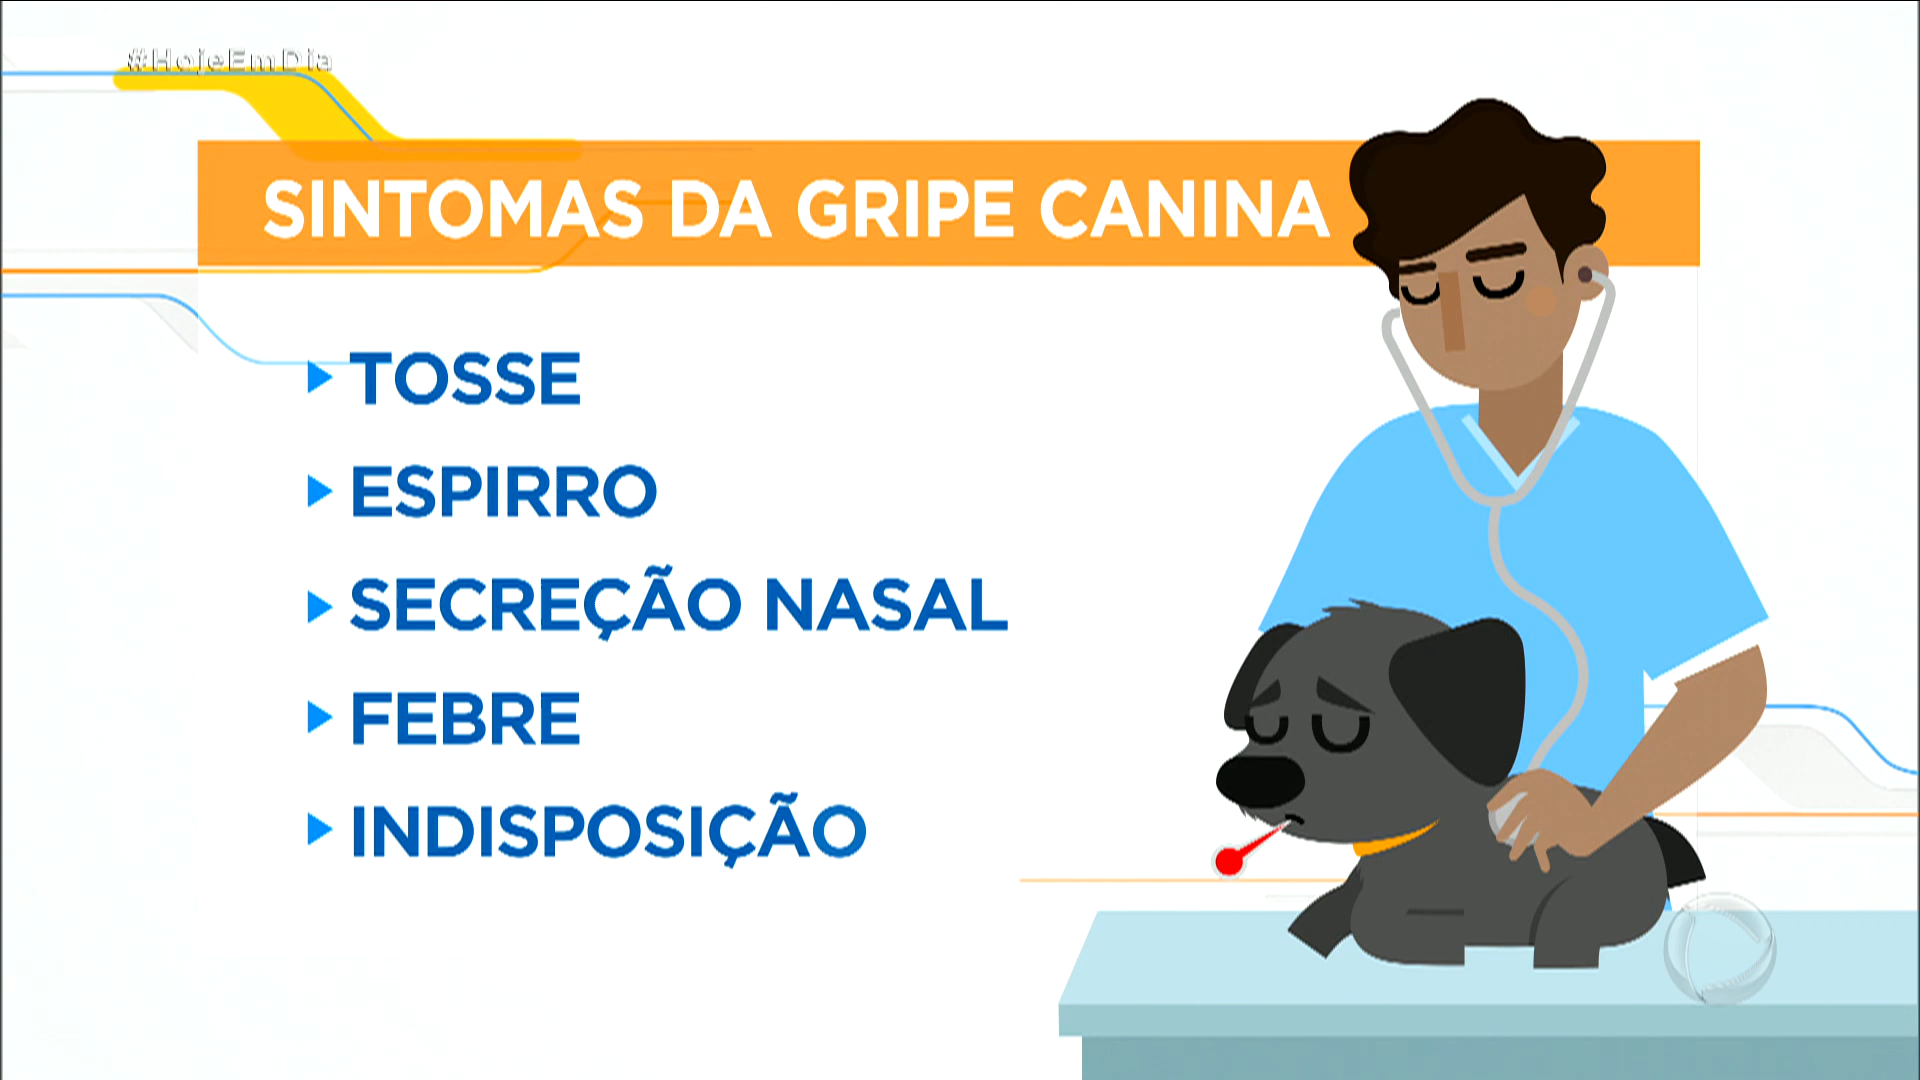 #HojeEmDia
SINTOMAS DA GRIPE CANINA
TOSSE
ESPIRRO
SECREÇÃO NASAL
FEBRE
INDISPOSIÇÃO